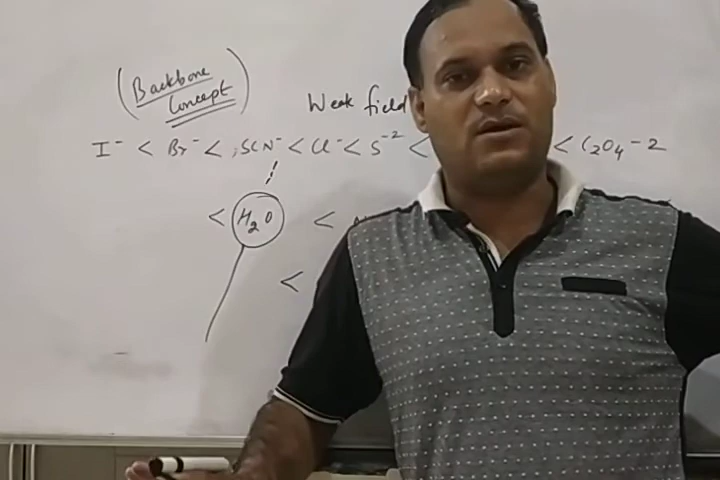 (Backbone
Concept)
Weak field
I⁻ < Br⁻ < SCN⁻ < Cl⁻ < S⁻² < < C₂O₄⁻²
< H₂O <
<